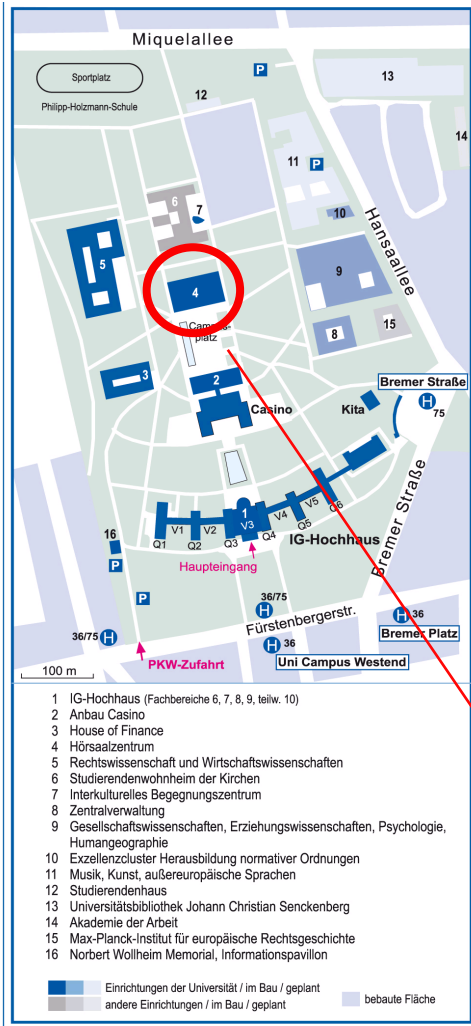 Miquelallee
Sportplatz
Philipp-Holzmann-Schule
P
12
13
14
11
P
10
Hansaallee
6
7
5
9
4
8
15
Campus-
platz
3
2
Casino
Kita
Bremer Straße
H
75
1
V3
V1
V2
V4
V5
Q1
Q2
Q3
Q4
Q5
Q6
IG-Hochhaus
Haupteingang
Bremer Straße
16
P
P
36/75
H
Fürstenbergerstr.
H
36
Bremer Platz
36/75
H
H
36
Uni Campus Westend
PKW-Zufahrt
100 m
1 IG-Hochhaus (Fachbereiche 6, 7, 8, 9, teilw. 10)
2 Anbau Casino
3 House of Finance
4 Hörsaalzentrum
5 Rechtswissenschaft und Wirtschaftswissenschaften
6 Studierendenwohnheim der Kirchen
7 Interkulturelles Begegnungszentrum
8 Zentralverwaltung
9 Gesellschaftswissenschaften, Erziehungswissenschaften, Psychologie,
Humangeographie
10 Exzellenzcluster Herausbildung normativer Ordnungen
11 Musik, Kunst, außereuropäische Sprachen
12 Studierendenhaus
13 Universitätsbibliothek Johann Christian Senckenberg
14 Akademie der Arbeit
15 Max-Planck-Institut für europäische Rechtsgeschichte
16 Norbert Wollheim Memorial, Informationspavillon
Einrichtungen der Universität / im Bau / geplant
andere Einrichtungen / im Bau / geplant
bebaute Fläche